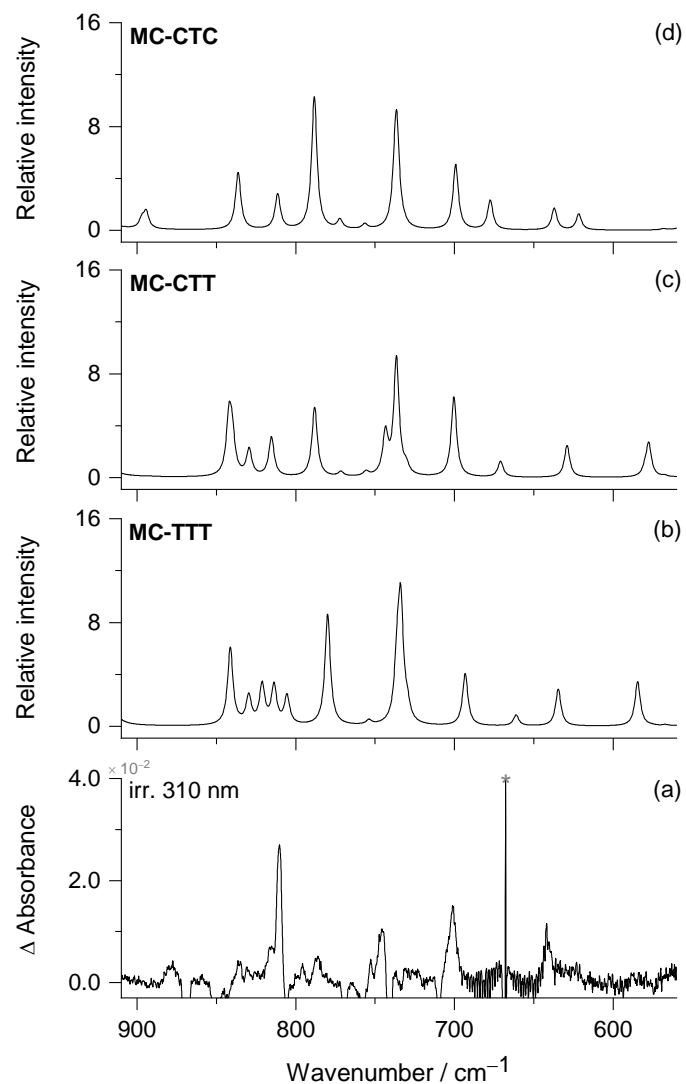 16
MC-CTC
(d)
8
0
Relative intensity
16
MC-CTT
(c)
8
0
Relative intensity
16
MC-TTT
(b)
8
0
Relative intensity
× 10⁻²
4.0
irr. 310 nm
*
(a)
2.0
0.0
Δ Absorbance
900
800
700
600
Wavenumber / cm⁻¹